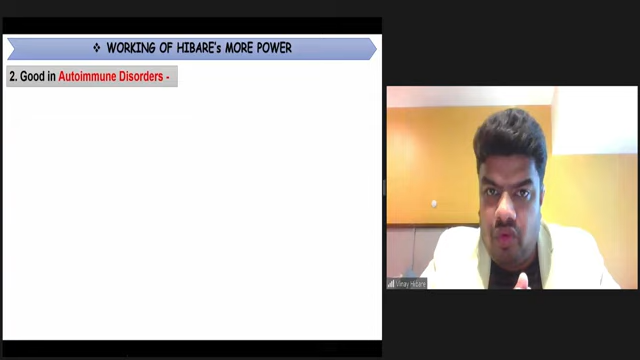 ❖ WORKING OF HIBARE's MORE POWER
2. Good in Autoimmune Disorders -
Vinay Hibare